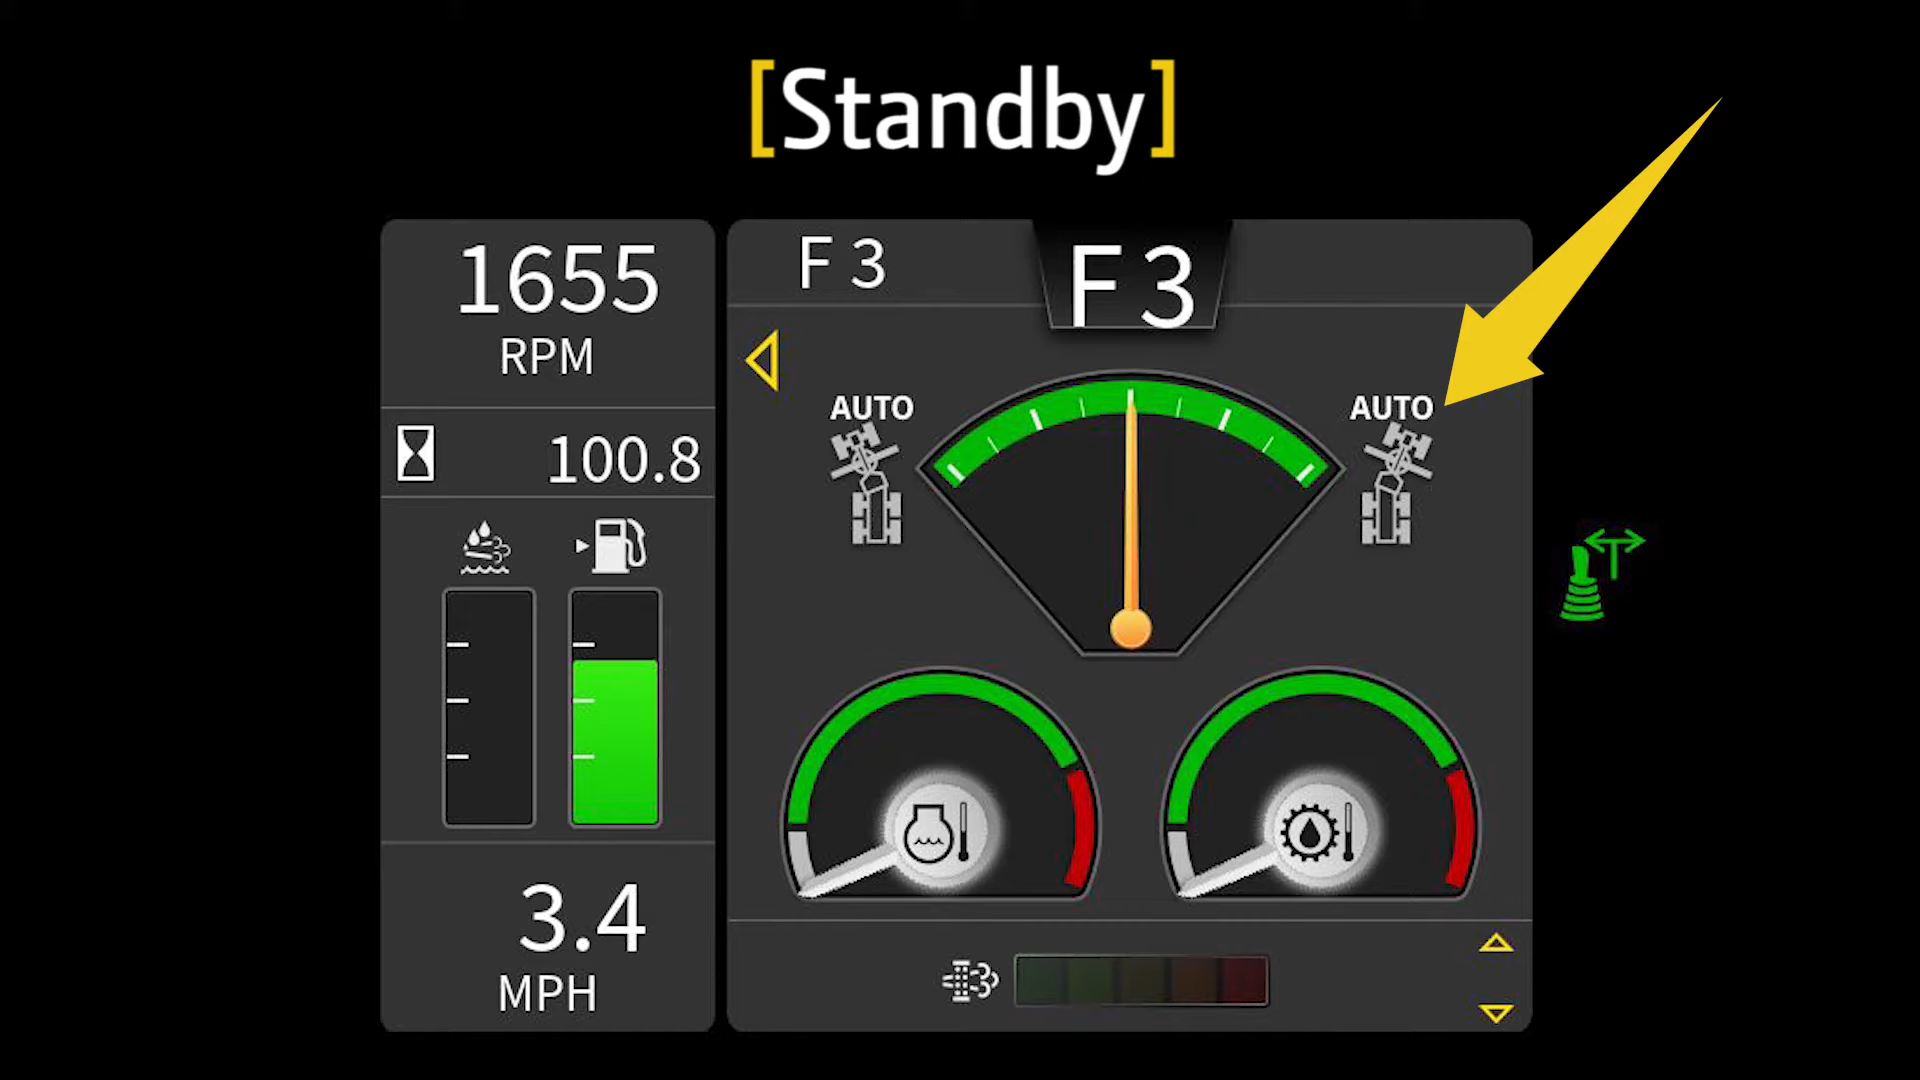 [Standby]
1655
RPM
100.8
3.4
MPH
F 3
F 3
AUTO
AUTO